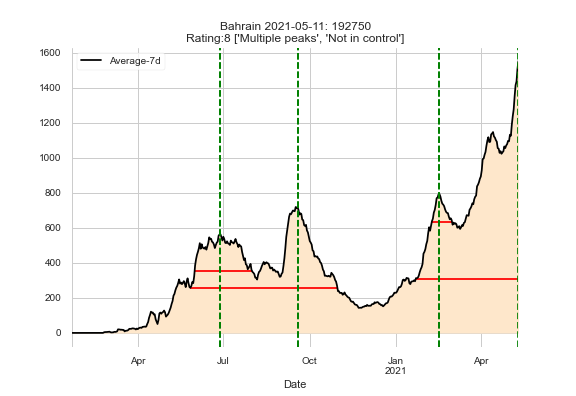 Bahrain 2021-05-11: 192750
Rating:8 ['Multiple peaks', 'Not in control']
Average-7d
1600
1400
1200
1000
800
600
400
200
0
Apr
Jul
Oct
Jan
2021
Apr
Date